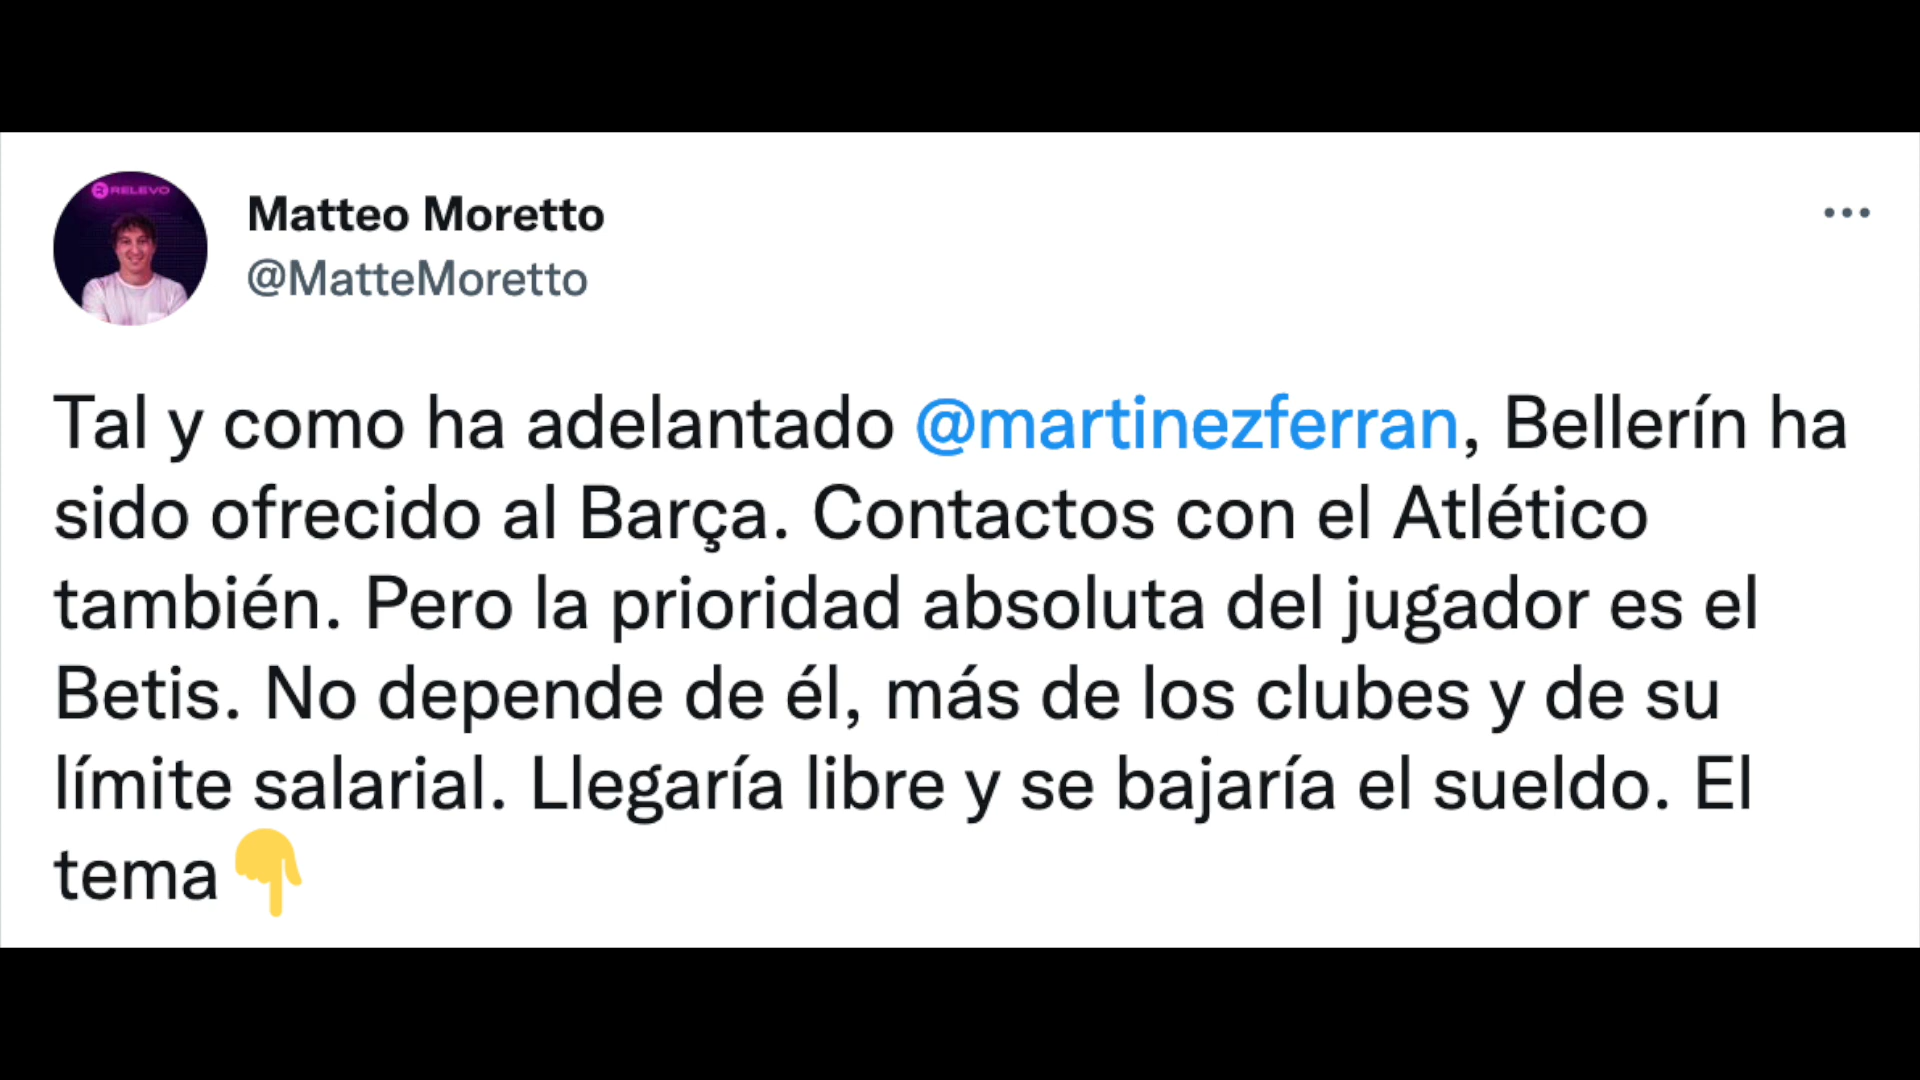 RELEVO
Matteo Moretto
@MatteMoretto
Tal y como ha adelantado @martinezferran, Bellerín ha
sido ofrecido al Barça. Contactos con el Atlético
también. Pero la prioridad absoluta del jugador es el
Betis. No depende de él, más de los clubes y de su
límite salarial. Llegaría libre y se bajaría el sueldo. El
tema👇